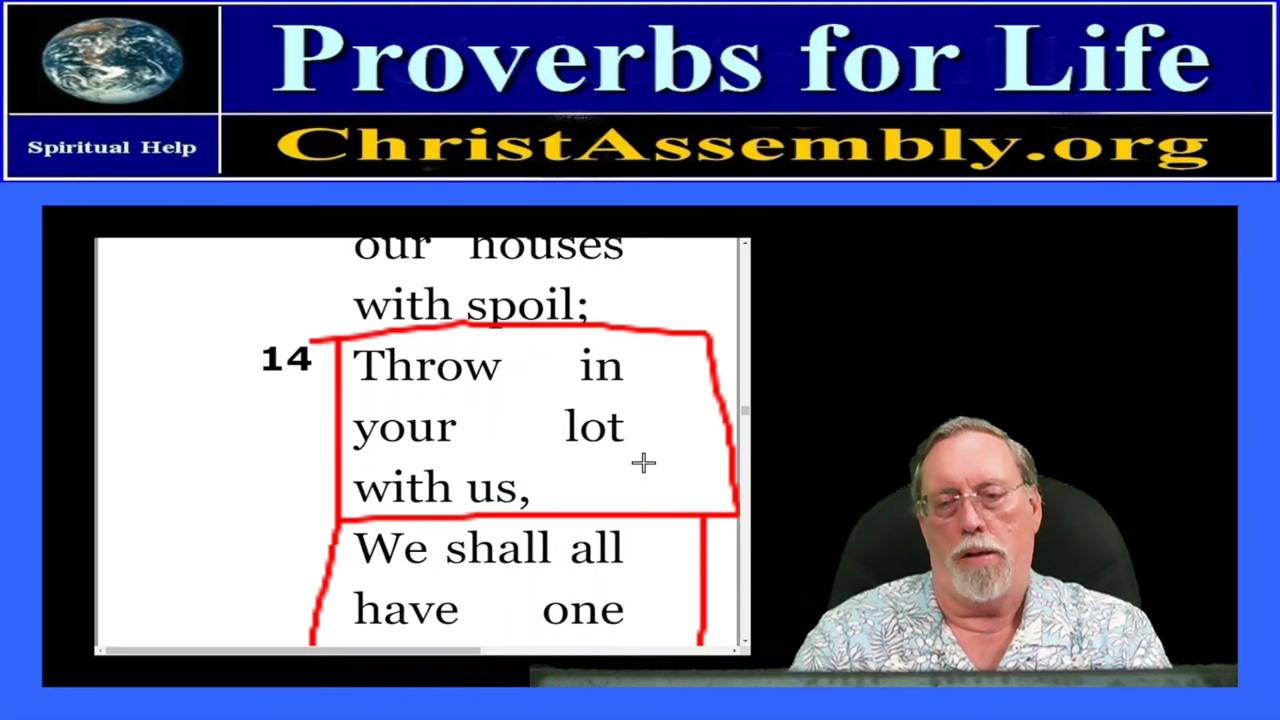 Proverbs for Life
Spiritual Help
ChristAssembly.org
our houses
with spoil;
14 Throw in
your lot
with us,
We shall all
have one